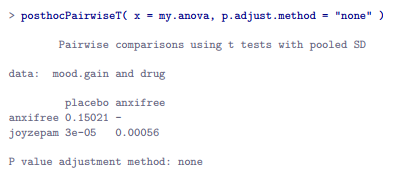 > posthocPairwiseT( x = my.anova, p.adjust.method = "none" )
Pairwise comparisons using t tests with pooled SD
data: mood.gain and drug
placebo anxifree
anxifree 0.15021 -
joyzepam 3e-05 0.00056
P value adjustment method: none